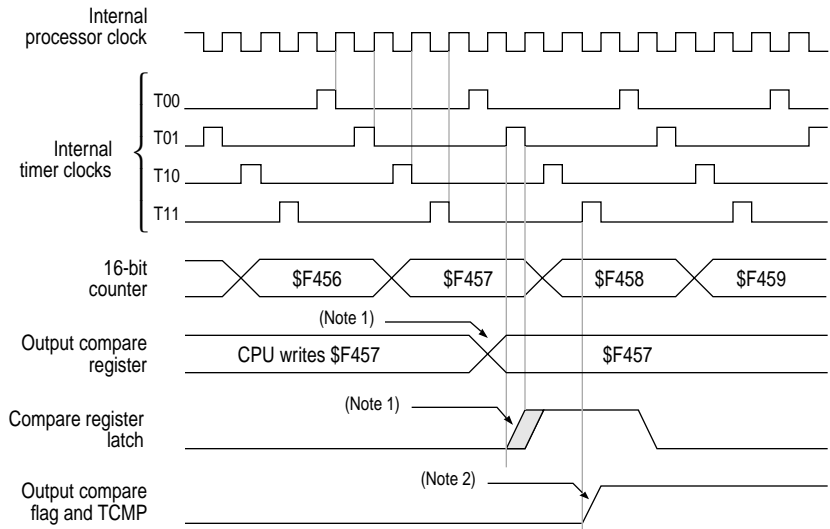 Internal
processor clock
T00
T01
Internal
timer clocks
T10
T11
16-bit
counter
$F456
$F457
$F458
$F459
(Note 1)
Output compare
register
CPU writes $F457
$F457
(Note 1)
Compare register
latch
(Note 2)
Output compare
flag and TCMP